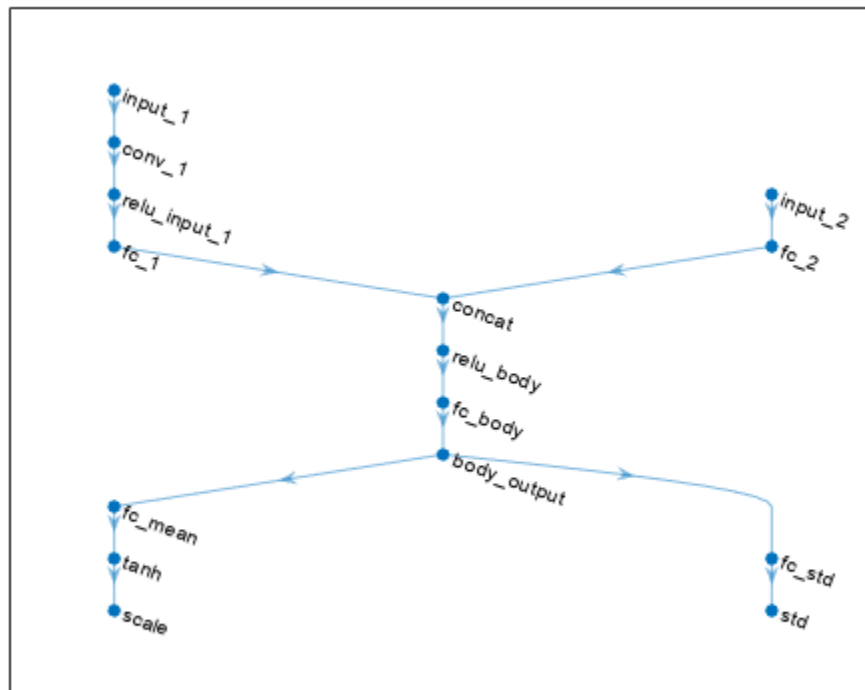 input_1
conv_1
relu_input_1
fc_1
input_2
fc_2
concat
relu_body
fc_body
body_output
fc_mean
tanh
scale
fc_std
std